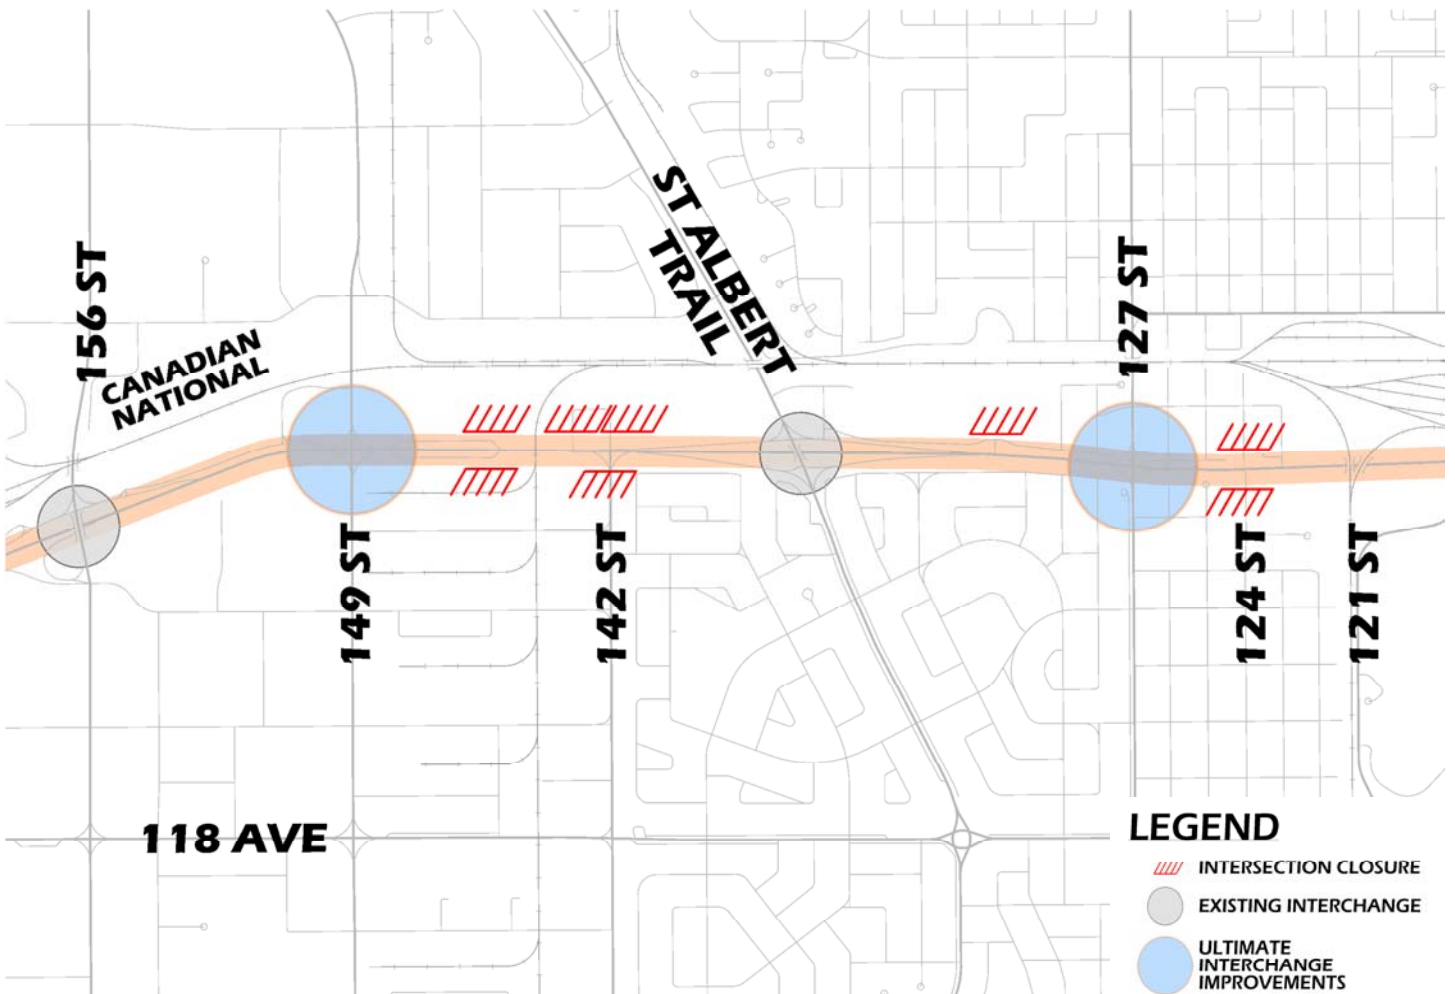 ST ALBERT
TRAIL
156 ST
127 ST
CANADIAN
NATIONAL
149 ST
142 ST
124 ST
121 ST
118 AVE
LEGEND
INTERSECTION CLOSURE
EXISTING INTERCHANGE
ULTIMATE
INTERCHANGE
IMPROVEMENTS